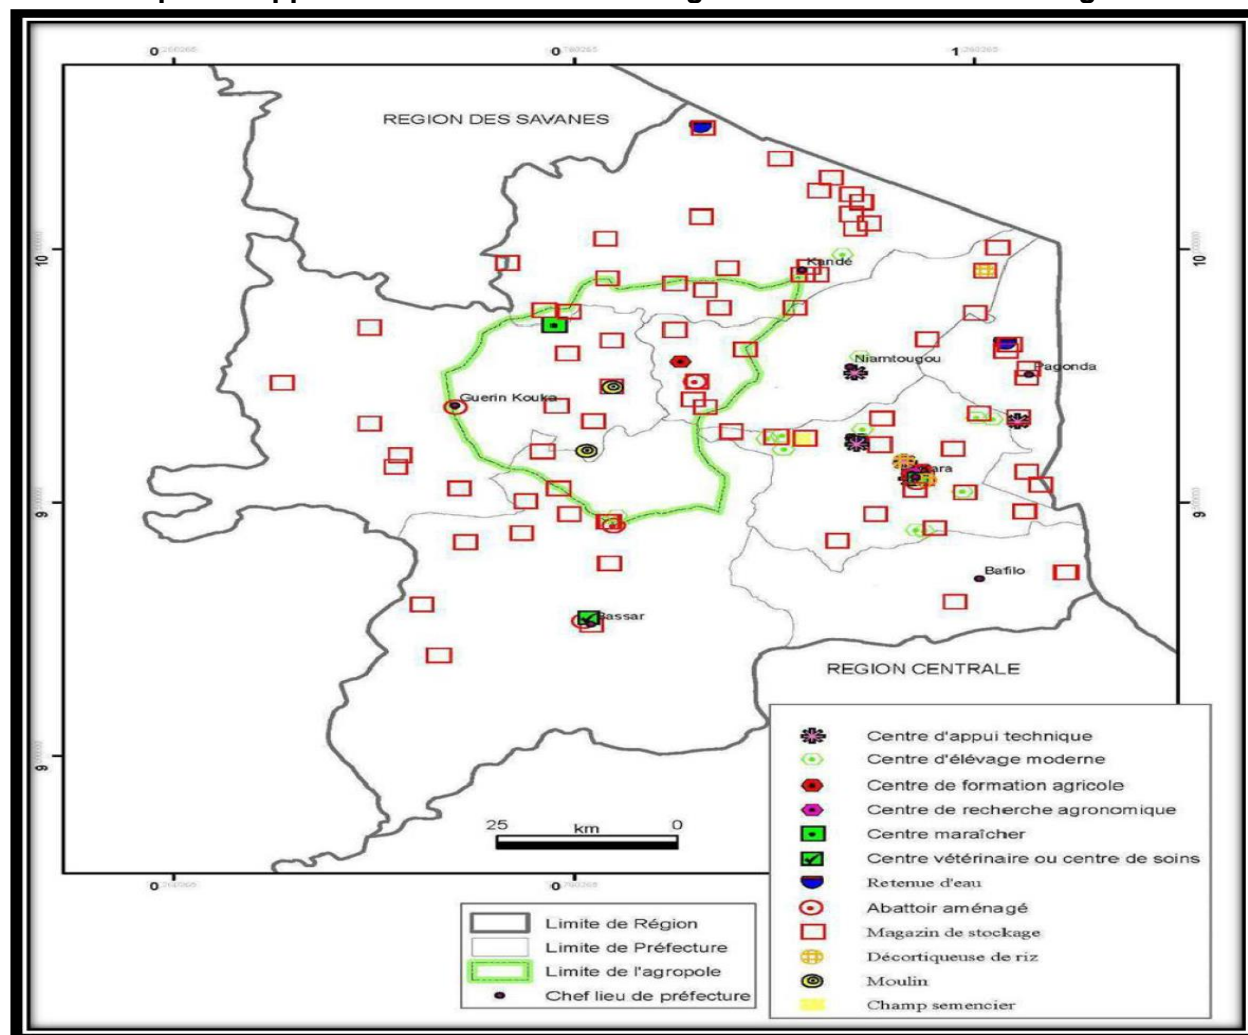 REGION DES SAVANES
Kandé
Niamtougou
Pagonda
Guerin Kouka
Kara
Bafilo
Bassar
REGION CENTRALE
25 km 0
Limite de Région
Limite de Préfecture
Limite de l'agropole
Chef lieu de préfecture
Centre d'appui technique
Centre d'élévage moderne
Centre de formation agricole
Centre de recherche agronomique
Centre maraîcher
Centre vétérinaire ou centre de soins
Retenue d'eau
Abattoir aménagé
Magazin de stockage
Décortiqueuse de riz
Moulin
Champ semencier